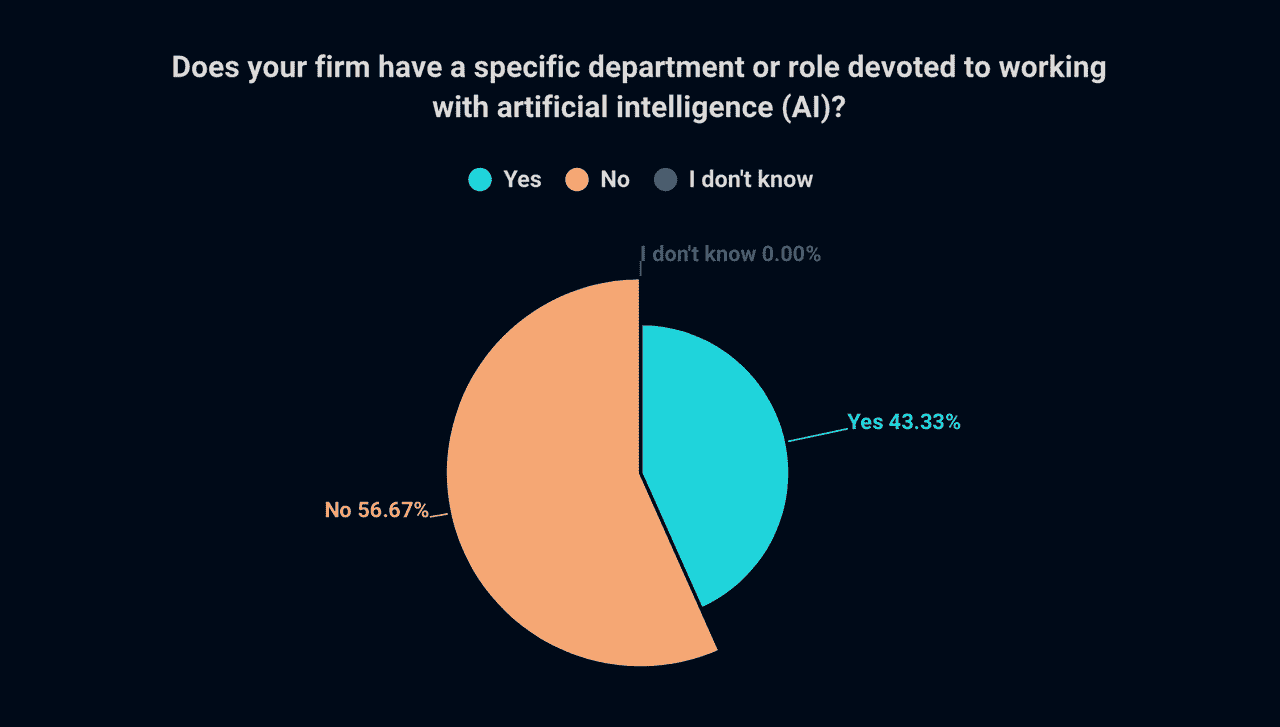 Does your firm have a specific department or role devoted to working
with artificial intelligence (AI)?
Yes No I don't know
I don't know 0.00%
Yes 43.33%
No 56.67%